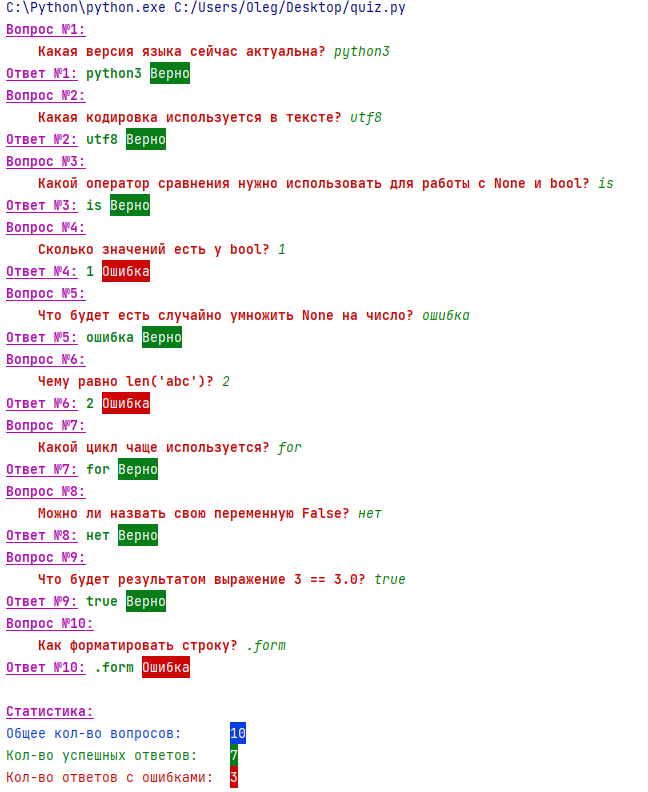 C:\Python\python.exe C:/Users/Oleg/Desktop/quiz.py
Вопрос №1:
Какая версия языка сейчас актуальна? python3
Ответ №1: python3 Верно
Вопрос №2:
Какая кодировка используется в тексте? utf8
Ответ №2: utf8 Верно
Вопрос №3:
Какой оператор сравнения нужно использовать для работы с None и bool? is
Ответ №3: is Верно
Вопрос №4:
Сколько значений есть у bool? 1
Ответ №4: 1 Ошибка
Вопрос №5:
Что будет есть случайно умножить None на число? ошибка
Ответ №5: ошибка Верно
Вопрос №6:
Чему равно len('abc')? 2
Ответ №6: 2 Ошибка
Вопрос №7:
Какой цикл чаще используется? for
Ответ №7: for Верно
Вопрос №8:
Можно ли назвать свою переменную False? нет
Ответ №8: нет Верно
Вопрос №9:
Что будет результатом выражение 3 == 3.0? true
Ответ №9: true Верно
Вопрос №10:
Как форматировать строку? .form
Ответ №10: .form Ошибка
Статистика:
Общее кол-во вопросов: 10
Кол-во успешных ответов: 7
Кол-во ответов с ошибками: 3